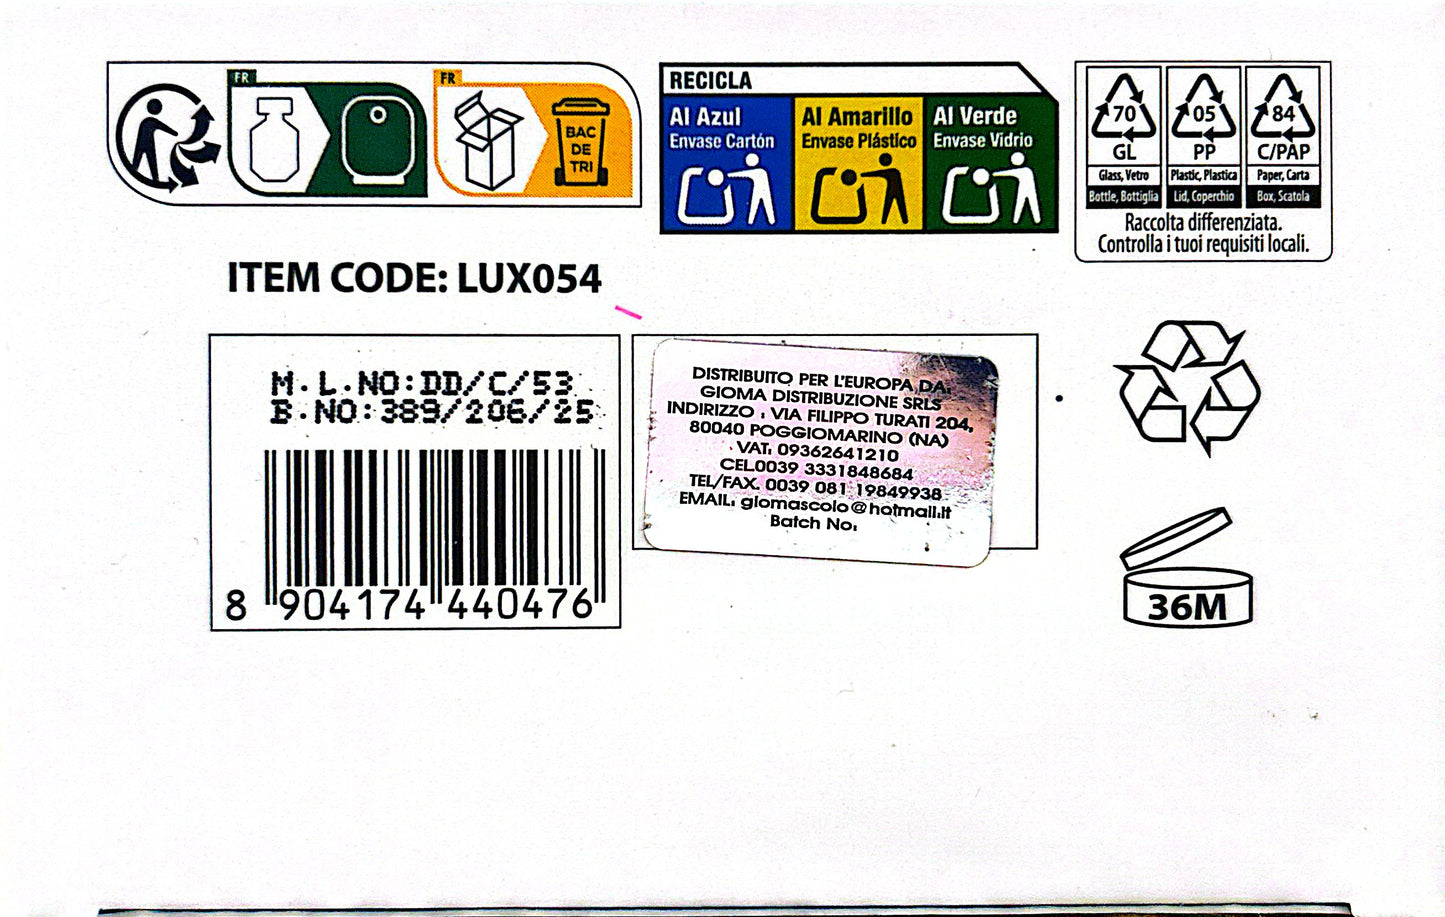 FR
FR
BAC
DE
TRI
RECICLA
Al Azul
Envase Cartón
Al Amarillo
Envase Plástico
Al Verde
Envase Vidrio
70
GL
Glass, Vetro
Bottle, Bottiglia
05
PP
Plastic, Plastica
Lid, Coperchio
84
C/PAP
Paper, Carta
Box, Scatola
Raccolta differenziata.
Controlla i tuoi requisiti locali.
ITEM CODE: LUX054
M.L.NO:DD/C/53
B.NO:389/206/25
8 904174 440476
DISTRIBUITO PER L'EUROPA DA:
GIOMA DISTRIBUZIONE SRLS
INDIRIZZO : VIA FILIPPO TURATI 204,
80040 POGGIOMARINO (NA)
VAT: 09362641210
CEL.0039 3331848684
TEL/FAX. 0039 081 19849938
EMAIL: giomascolo@hotmail.it
Batch No:
36M